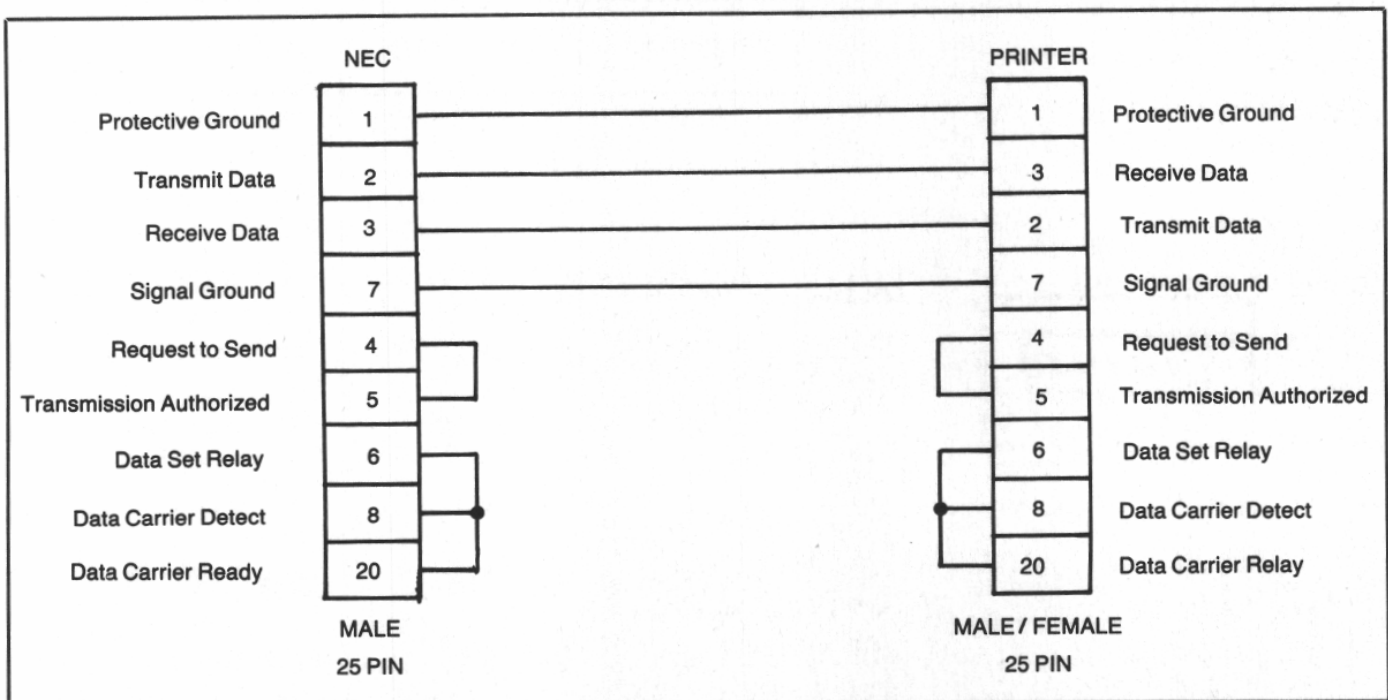 NEC
PRINTER
Protective Ground 1
1 Protective Ground
Transmit Data 2
3 Receive Data
Receive Data 3
2 Transmit Data
Signal Ground 7
7 Signal Ground
Request to Send 4
4 Request to Send
Transmission Authorized 5
5 Transmission Authorized
Data Set Relay 6
6 Data Set Relay
Data Carrier Detect 8
8 Data Carrier Detect
Data Carrier Ready 20
20 Data Carrier Relay
MALE
25 PIN
MALE / FEMALE
25 PIN